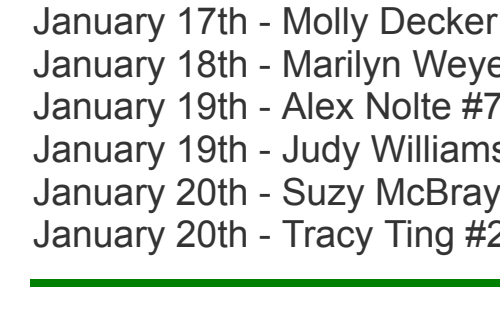 January 17th - Molly Decker
January 18th - Marilyn Weye
January 19th - Alex Nolte #7
January 19th - Judy Williams
January 20th - Suzy McBray
January 20th - Tracy Ting #2